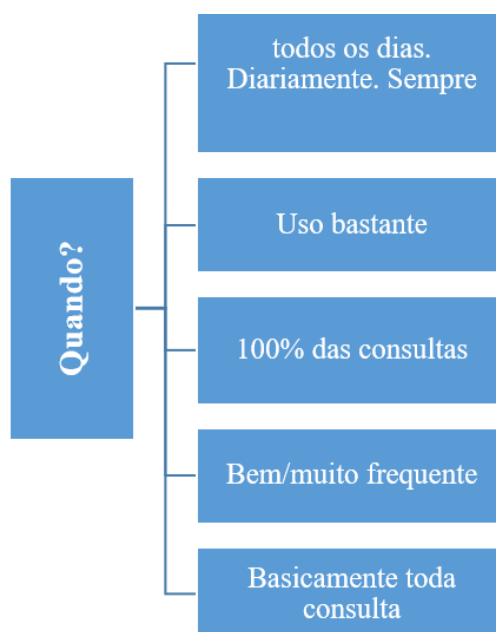 todos os dias.
Diariamente. Sempre
Quando?
Uso bastante
100% das consultas
Bem/muito frequente
Basicamente toda
consulta